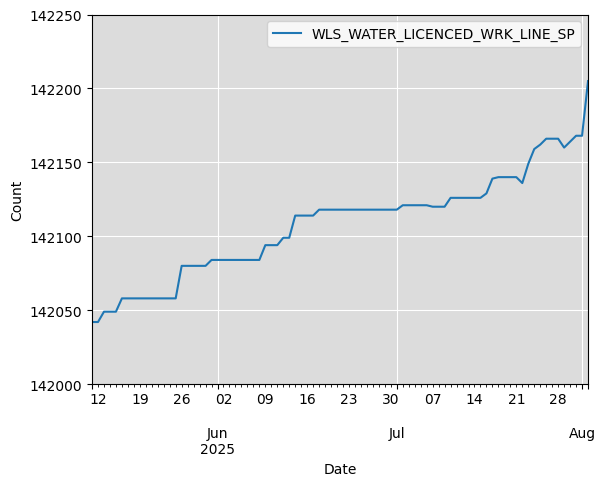 142250
142200
142150
142100
142050
142000
Count
WLS_WATER_LICENCED_WRK_LINE_SP
12 19 26 02 09 16 23 30 07 14 21 28
Jun Jul Aug
2025
Date